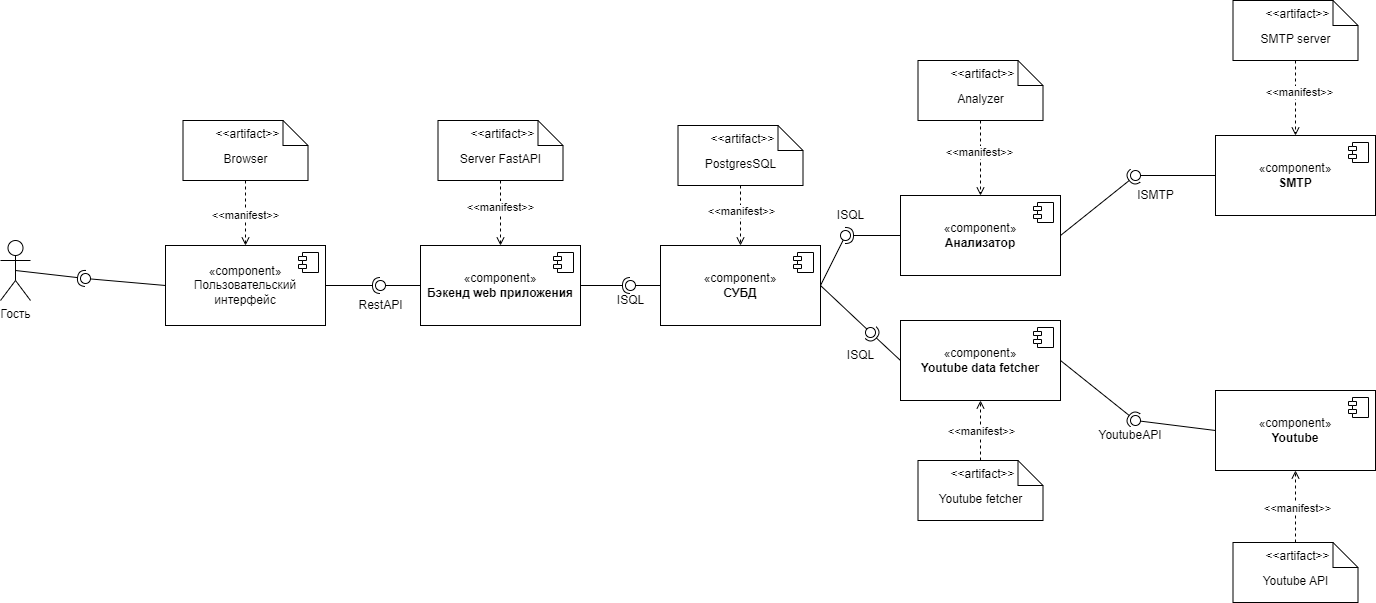 <<artifact>>
SMTP server
<<manifest>>
«component»
SMTP
ISMTP
<<artifact>>
Analyzer
<<manifest>>
«component»
Анализатор
ISQL
<<artifact>>
Browser
<<manifest>>
<<artifact>>
Server FastAPI
<<manifest>>
<<artifact>>
PostgresSQL
<<manifest>>
Гость
«component»
Пользовательский
интерфейс
RestAPI
«component»
Бэкенд web приложения
ISQL
«component»
СУБД
ISQL
«component»
Youtube data fetcher
<<manifest>>
<<artifact>>
Youtube fetcher
YoutubeAPI
«component»
Youtube
<<manifest>>
<<artifact>>
Youtube API